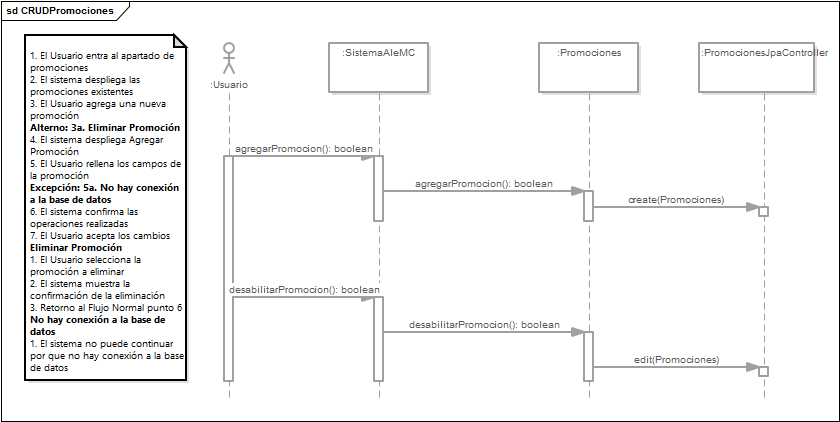 sd CRUDPromociones
1. El Usuario entra al apartado de
promociones
2. El sistema despliega las
promociones existentes
3. El Usuario agrega una nueva
promoción
Alterno: 3a. Eliminar Promoción
4. El sistema despliega Agregar
Promoción
5. El Usuario rellena los campos de
la promoción
Excepción: 5a. No hay conexión
a la base de datos
6. El sistema confirma las
operaciones realizadas
7. El Usuario acepta los cambios
Eliminar Promoción
1. El Usuario selecciona la
promoción a eliminar
2. El sistema muestra la
confirmación de la eliminación
3. Retorno al Flujo Normal punto 6
No hay conexión a la base de
datos
1. El sistema no puede continuar
por que no hay conexión a la base
de datos
:Usuario
:SistemaAleMC
:Promociones
:PromocionesJpaController
agregarPromocion(): boolean
agregarPromocion(): boolean
create(Promociones)
desabilitarPromocion(): boolean
desabilitarPromocion(): boolean
edit(Promociones)